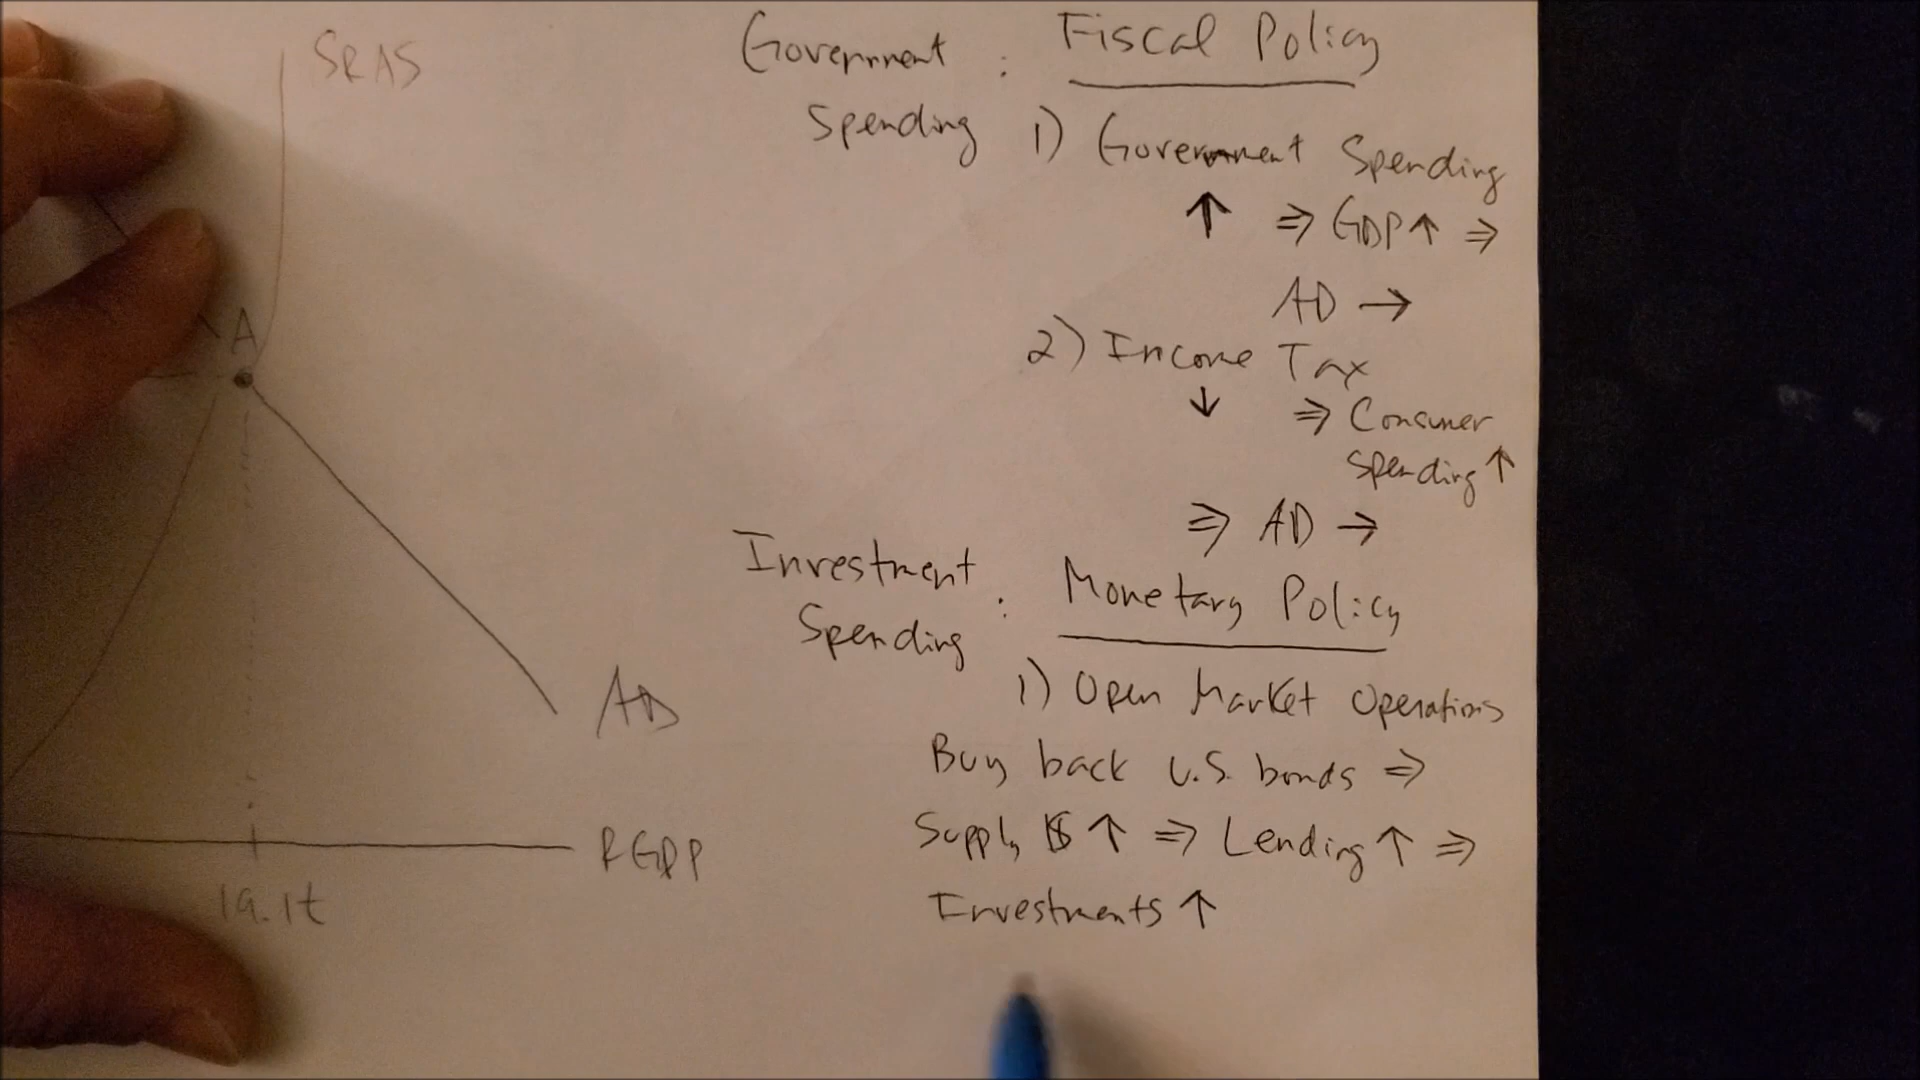 SRAS
A
AD
RGDP
19.1t
Government : Fiscal Policy
Spending
1) Government Spending
↑ ⇒ GDP↑ ⇒
AD →
2) Income Tax
↓ ⇒ Consumer
spending ↑
⇒ AD →
Investment : Monetary Policy
Spending
1) Open Market Operations
Buy back U.S. bonds ⇒
Supply $ ↑ ⇒ Lending ↑ ⇒
Investments ↑